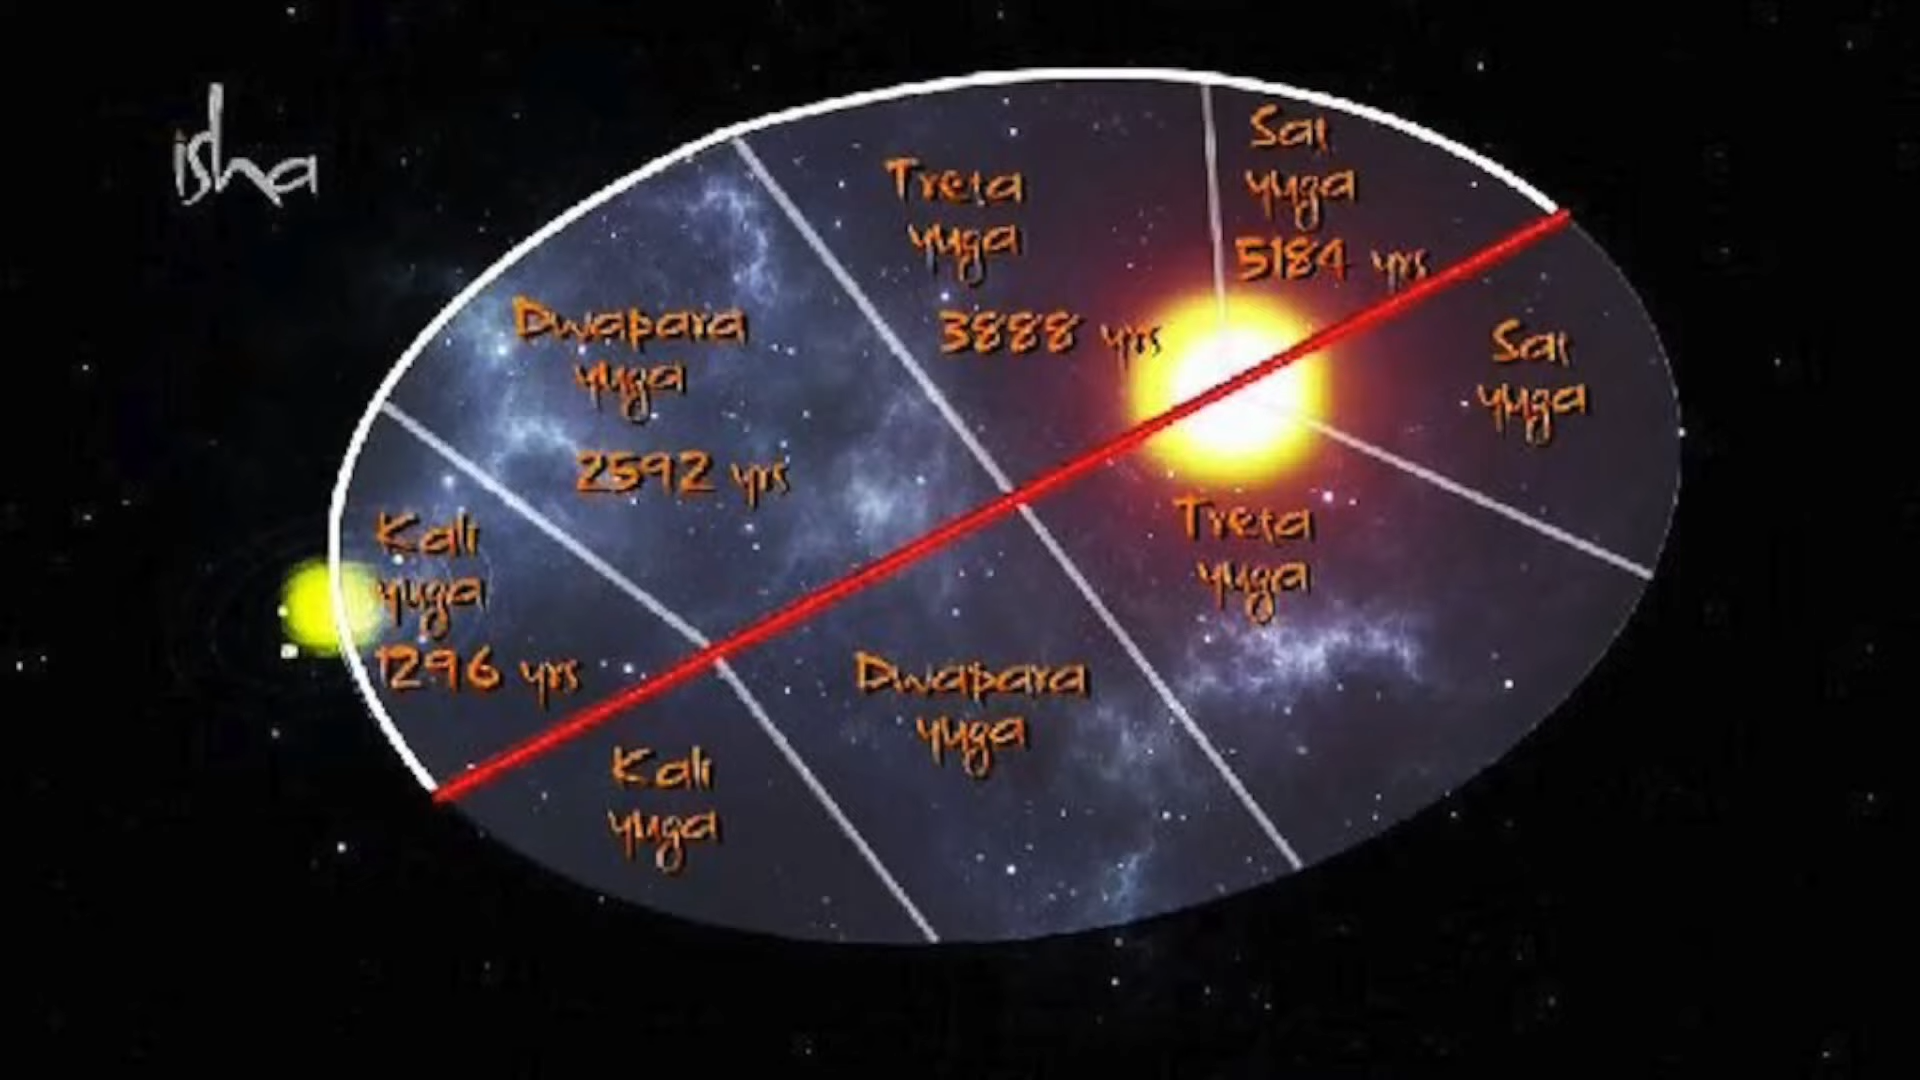 isha
Sat
yuga
5184 yrs
Treta
yuga
3888 yrs
Dwapara
yuga
2592 yrs
Kali
yuga
1296 yrs
Sat
yuga
Treta
yuga
Dwapara
yuga
Kali
yuga